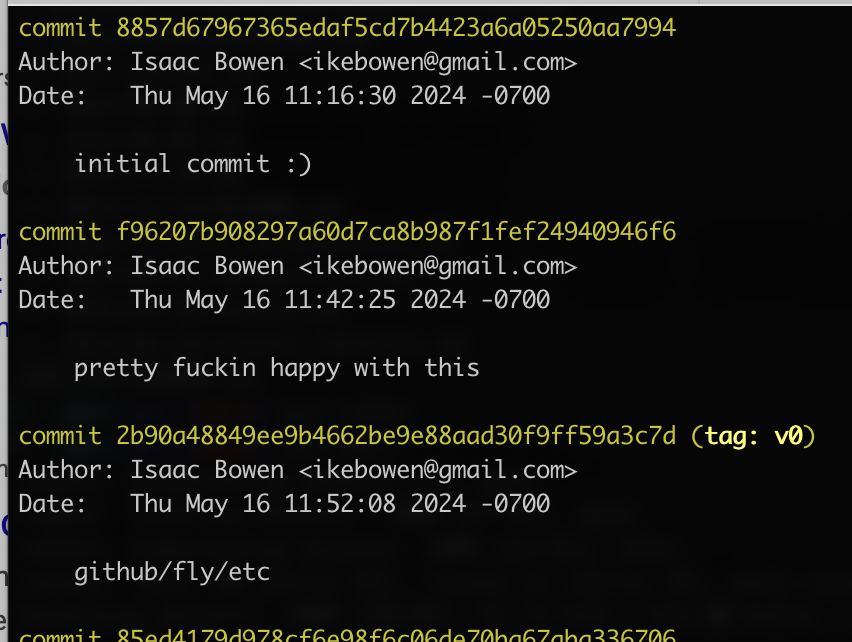 commit 8857d67967365edaf5cd7b4423a6a05250aa7994
Author: Isaac Bowen <ikebowen@gmail.com>
Date:   Thu May 16 11:16:30 2024 -0700
initial commit :)
commit f96207b908297a60d7ca8b987f1fef24940946f6
Author: Isaac Bowen <ikebowen@gmail.com>
Date:   Thu May 16 11:42:25 2024 -0700
pretty fuckin happy with this
commit 2b90a48849ee9b4662be9e88aad30f9ff59a3c7d (tag: v0)
Author: Isaac Bowen <ikebowen@gmail.com>
Date:   Thu May 16 11:52:08 2024 -0700
github/fly/etc
commit 85ed4179d978cf6e98f6c06de70ba67aba336706